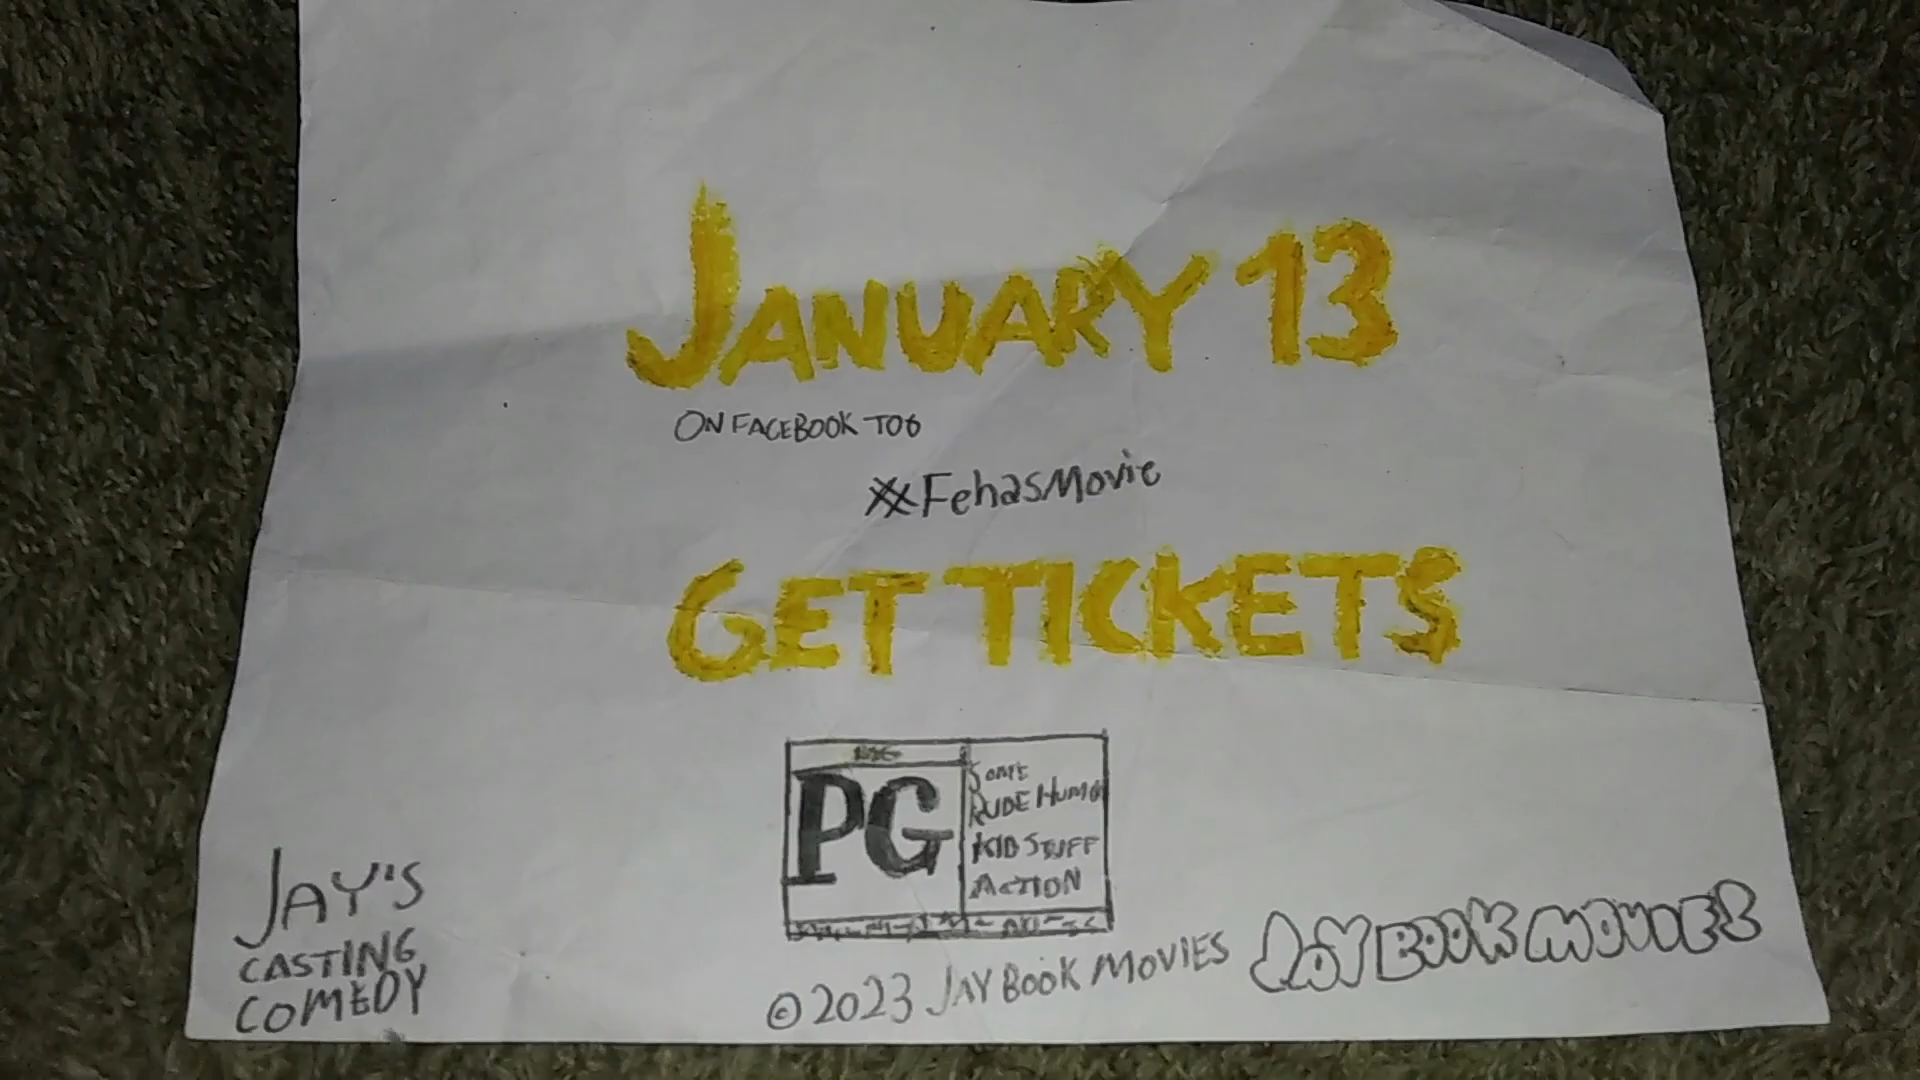 JANUARY 13
ON FACEBOOK TOO
#FehasMovie
GET TICKETS
PG
SOME
RUDE HUMO
KID STUFF
ACTION
JAY'S
CASTING
COMEDY
©2023 JAY BOOK MOVIES
JAY BOOK MOVIES